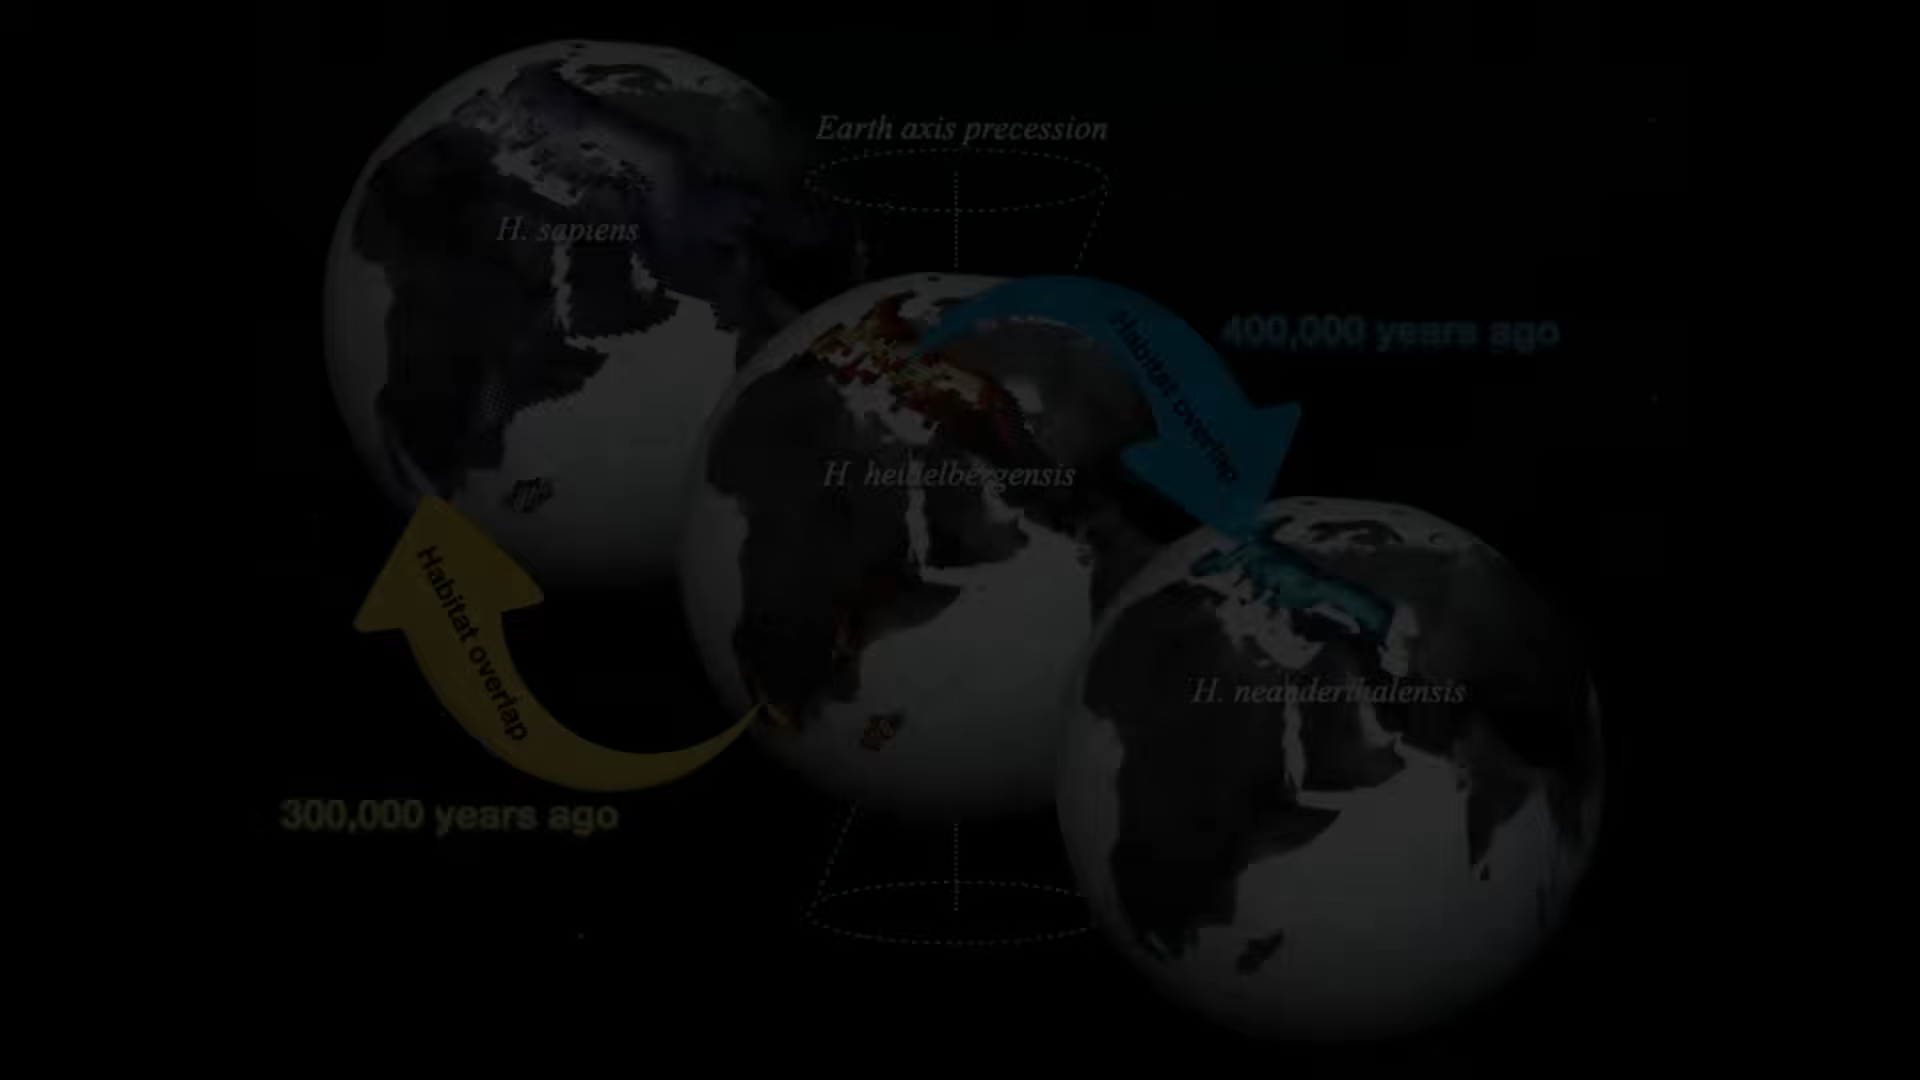 Earth axis precession
H. sapiens
400,000 years ago
Habitat overlap
H heidelbergensis
Habitat overlap
H. neanderthalensis
300,000 years ago